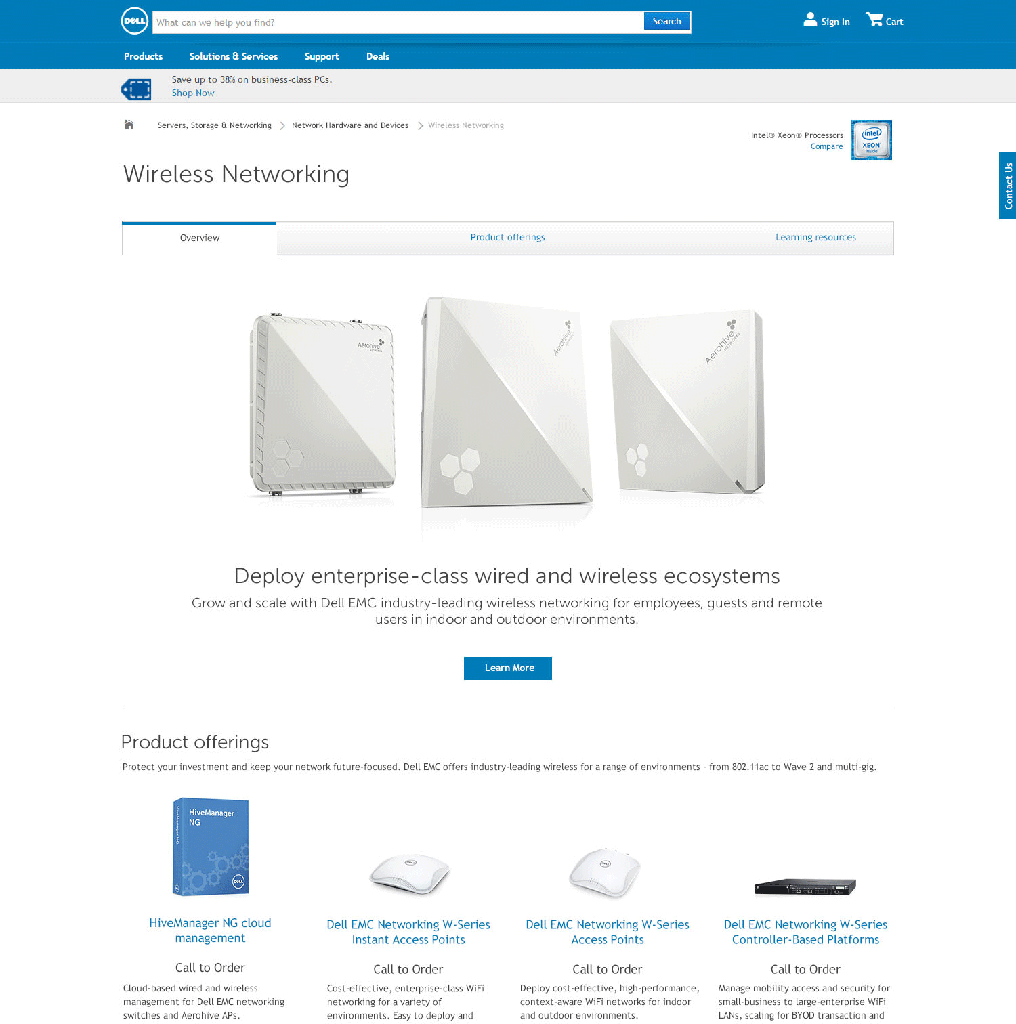 DELL
What can we help you find?
Search
Sign In
Cart
Products
Solutions & Services
Support
Deals
Save up to 38% on business-class PCs.
Shop Now
Servers, Storage & Networking
Network Hardware and Devices
Wireless Networking
Intel® Xeon® Processors
Compare
intel
XEON
inside
Contact Us
Wireless Networking
Overview
Product offerings
Learning resources
Aerohive
Aerohive
Aerohive
Deploy enterprise-class wired and wireless ecosystems
Grow and scale with Dell EMC industry-leading wireless networking for employees, guests and remote
users in indoor and outdoor environments.
Learn More
Product offerings
Protect your investment and keep your network future-focused. Dell EMC offers industry-leading wireless for a range of environments - from 802.11ac to Wave 2 and multi-gig.
HiveManager
NG
DELL
HiveManager NG cloud
management
Call to Order
Cloud-based wired and wireless
management for Dell EMC networking
switches and Aerohive APs.
Dell EMC Networking W-Series
Instant Access Points
Call to Order
Cost-effective, enterprise-class WiFi
networking for a variety of
environments. Easy to deploy and
Dell EMC Networking W-Series
Access Points
Call to Order
Deploy cost-effective, high-performance,
context-aware WiFi networks for indoor
and outdoor environments.
Dell EMC Networking W-Series
Controller-Based Platforms
Call to Order
Manage mobility access and security for
small-business to large-enterprise WiFi
LANs, scaling for BYOD transaction and